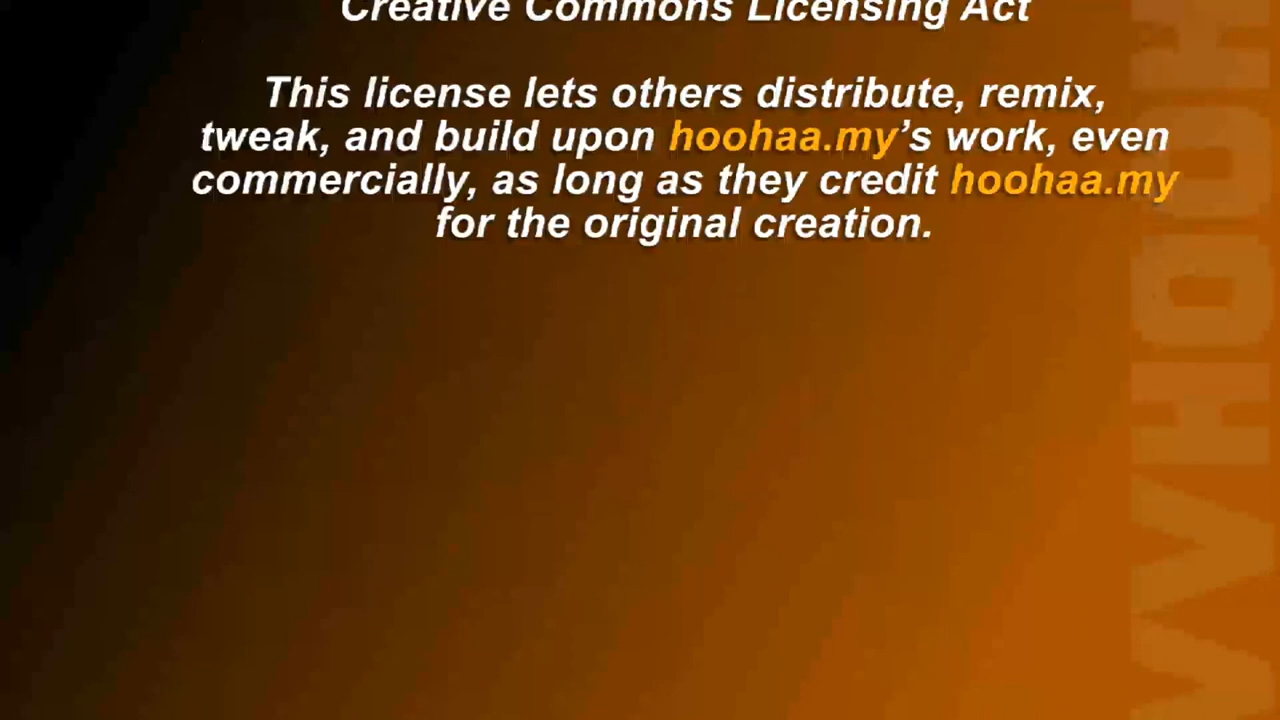 Creative Commons Licensing Act
This license lets others distribute, remix,
tweak, and build upon hoohaa.my’s work, even
commercially, as long as they credit hoohaa.my
for the original creation.
WHOOH